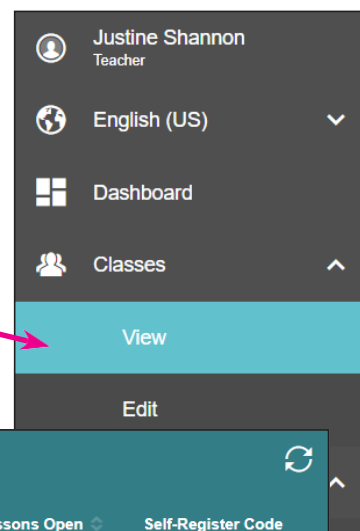 Justine Shannon
Teacher
English (US)
Dashboard
Classes
View
Edit
ssons Open Self-Register Code